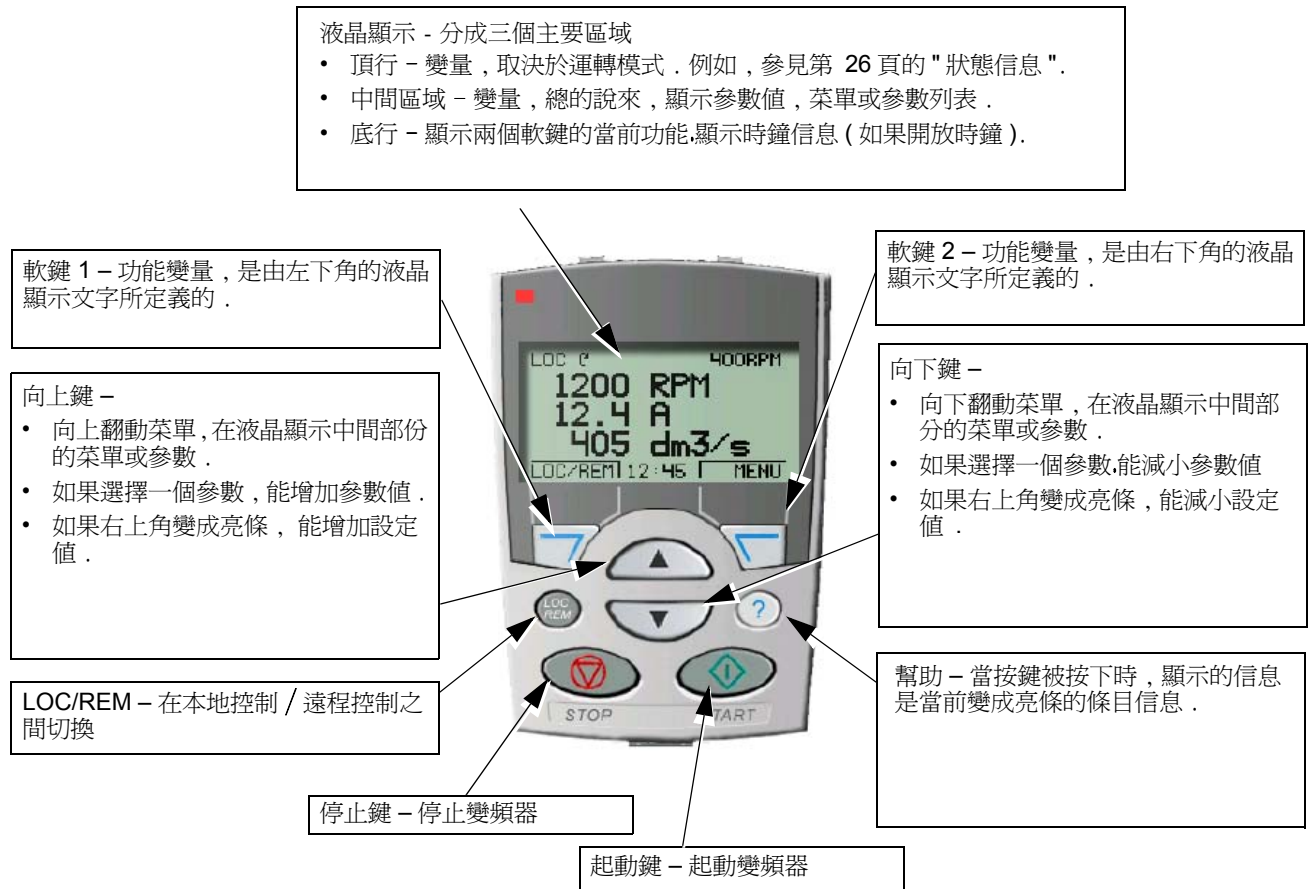 液晶顯示 - 分成三個主要區域
• 頂行 – 變量 , 取決於運轉模式 . 例如 , 參見第 26 頁的 " 狀態信息 ".
• 中間區域 – 變量 , 總的說來 , 顯示參數值 , 菜單或參數列表 .
• 底行 – 顯示兩個軟鍵的當前功能,顯示時鐘信息 ( 如果開放時鐘 ).
軟鍵 1 – 功能變量 , 是由左下角的液晶
顯示文字所定義的 .
軟鍵 2 – 功能變量 , 是由右下角的液晶
顯示文字所定義的 .
向上鍵 –
• 向上翻動菜單 , 在液晶顯示中間部份
的菜單或參數 .
• 如果選擇一個參數 , 能增加參數值 .
• 如果右上角變成亮條 , 能增加設定
值 .
LOC 400RPM
1200 RPM
12.4 A
405 dm3/s
LOC/REM 12:45 MENU
向下鍵 –
• 向下翻動菜單 , 在液晶顯示中間部
分的菜單或參數 .
• 如果選擇一個參數,能減小參數值
• 如果右上角變成亮條 , 能減小設定
值 .
LOC
REM
?
STOP
START
LOC/REM – 在本地控制 / 遠程控制之
間切換
幫助 – 當按鍵被按下時 , 顯示的信息
是當前變成亮條的條目信息 .
停止鍵 – 停止變頻器
起動鍵 – 起動變頻器